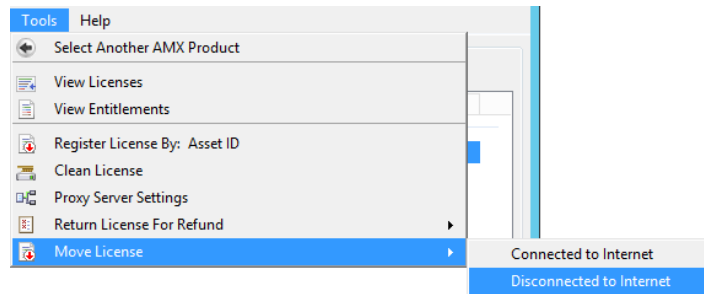 Tools Help
Select Another AMX Product
View Licenses
View Entitlements
Register License By: Asset ID
Clean License
Proxy Server Settings
Return License For Refund
Move License
Connected to Internet
Disconnected to Internet